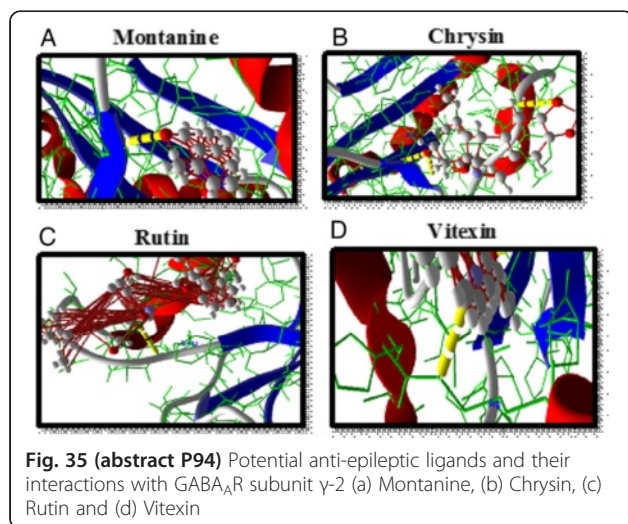 A
Montanine
B
Chrysin
C
Rutin
D
Vitexin
Fig. 35 (abstract P94) Potential anti-epileptic ligands and their
interactions with GABA_AR subunit γ-2 (a) Montanine, (b) Chrysin, (c)
Rutin and (d) Vitexin